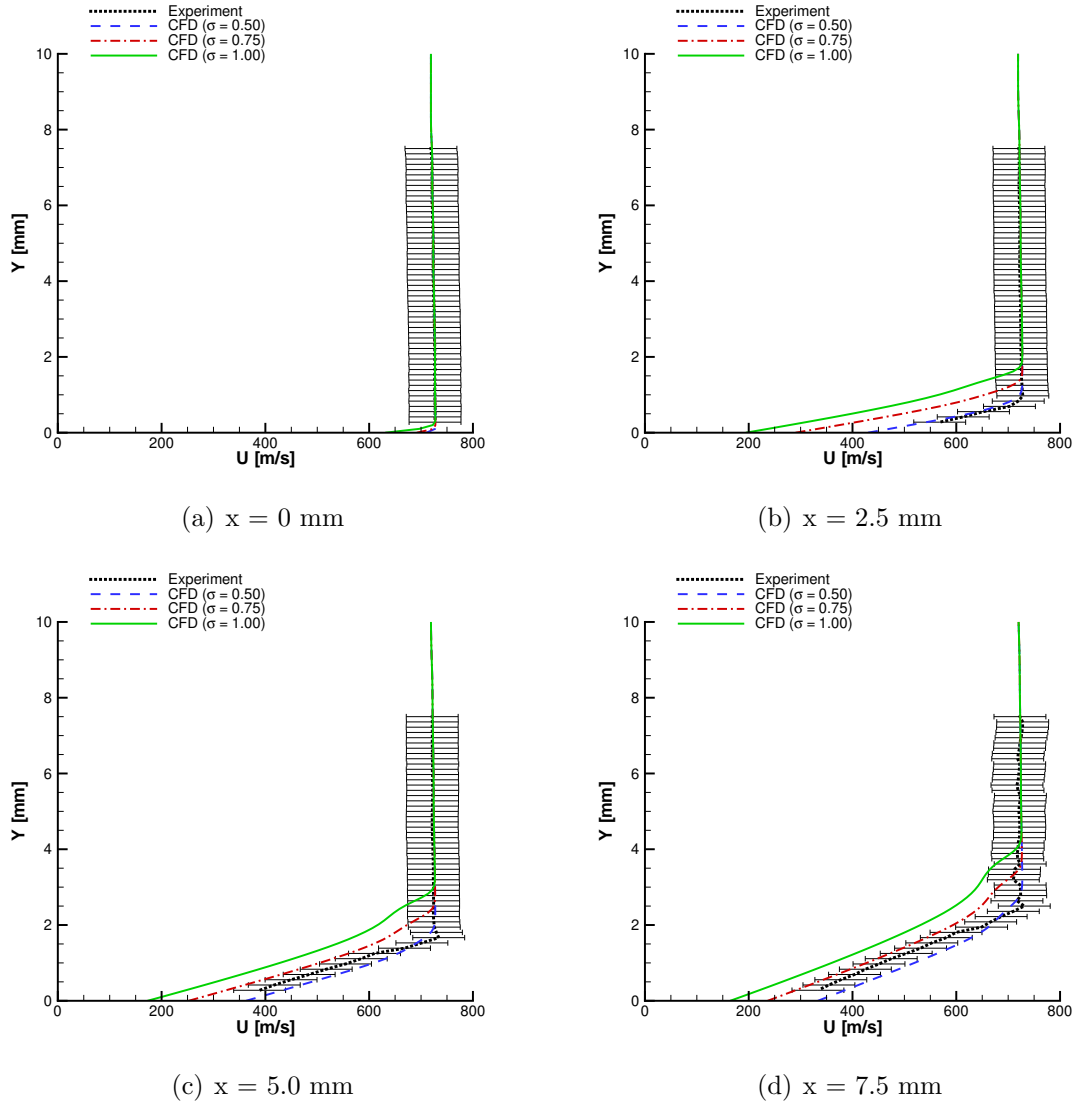 Experiment
CFD (σ = 0.50)
CFD (σ = 0.75)
CFD (σ = 1.00)
10
8
6
4
2
0
Y [mm]
0 200 400 600 800
U [m/s]
(a) x = 0 mm
Experiment
CFD (σ = 0.50)
CFD (σ = 0.75)
CFD (σ = 1.00)
10
8
6
4
2
0
Y [mm]
0 200 400 600 800
U [m/s]
(b) x = 2.5 mm
Experiment
CFD (σ = 0.50)
CFD (σ = 0.75)
CFD (σ = 1.00)
10
8
6
4
2
0
Y [mm]
0 200 400 600 800
U [m/s]
(c) x = 5.0 mm
Experiment
CFD (σ = 0.50)
CFD (σ = 0.75)
CFD (σ = 1.00)
10
8
6
4
2
0
Y [mm]
0 200 400 600 800
U [m/s]
(d) x = 7.5 mm